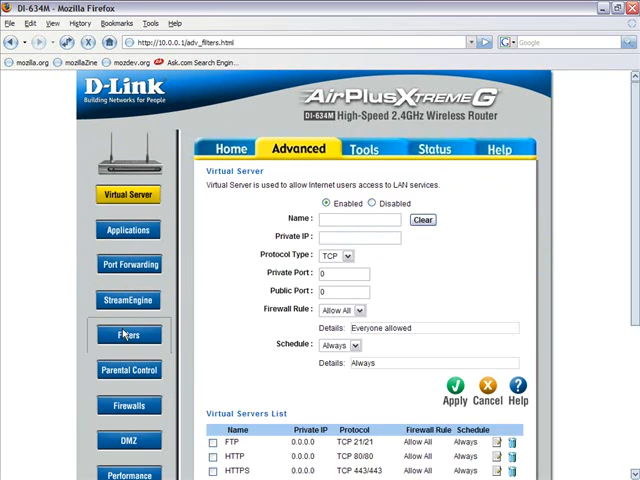 DI-634M - Mozilla Firefox
File Edit View History Bookmarks Tools Help
http://10.0.0.1/adv_filters.html
Google
mozilla.org mozillaZine mozdev.org Ask.com Search Engin...
D-Link
Building Networks for People
AirPlusXtremeG
DI-634M High-Speed 2.4GHz Wireless Router
Home Advanced Tools Status Help
Virtual Server
Applications
Port Forwarding
StreamEngine
Filters
Parental Control
Firewalls
DMZ
Performance
Virtual Server
Virtual Server is used to allow Internet users access to LAN services.
Enabled Disabled
Name : Clear
Private IP :
Protocol Type : TCP
Private Port : 0
Public Port : 0
Firewall Rule : Allow All
Details: Everyone allowed
Schedule : Always
Details: Always
Apply Cancel Help
Virtual Servers List
Name Private IP Protocol Firewall Rule Schedule
FTP 0.0.0.0 TCP 21/21 Allow All Always
HTTP 0.0.0.0 TCP 80/80 Allow All Always
HTTPS 0.0.0.0 TCP 443/443 Allow All Always